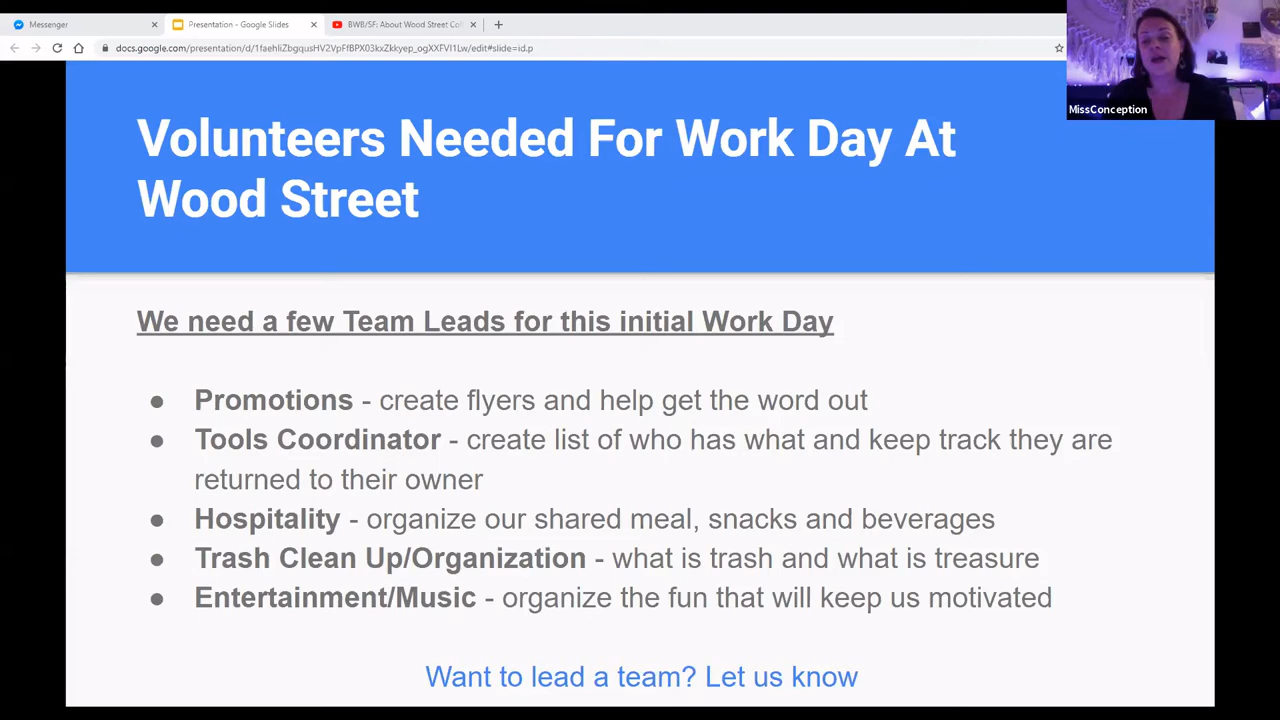 Messenger
Presentation - Google Slides
BWB/SF: About Wood Street Co
docs.google.com/presentation/d/1faehIiZbgqusHV2VpFfBPX03kxZkkyep_ogXXFVI1Lw/edit#slide=id.p
MissConception
Volunteers Needed For Work Day At
Wood Street
We need a few Team Leads for this initial Work Day
● Promotions - create flyers and help get the word out
● Tools Coordinator - create list of who has what and keep track they are
returned to their owner
● Hospitality - organize our shared meal, snacks and beverages
● Trash Clean Up/Organization - what is trash and what is treasure
● Entertainment/Music - organize the fun that will keep us motivated
Want to lead a team? Let us know